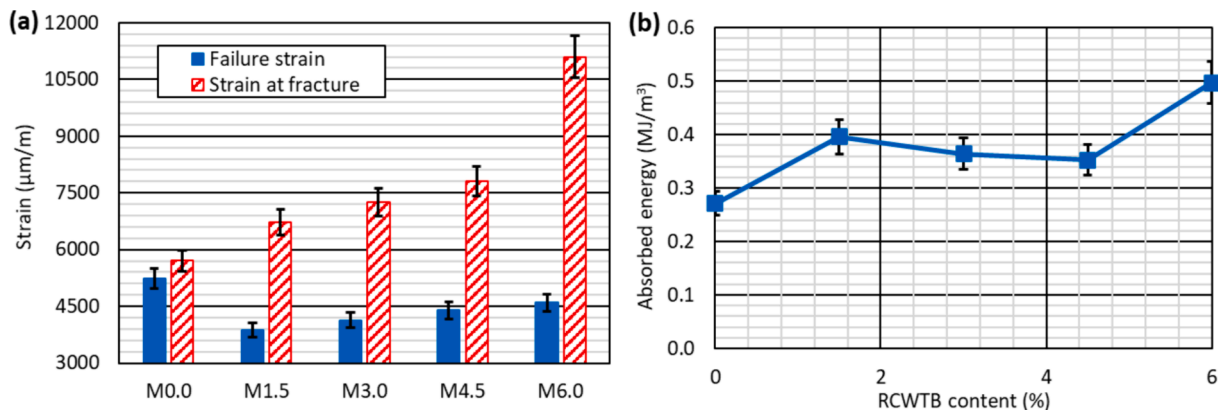 (a)
Strain (µm/m)
12000
10500
9000
7500
6000
4500
3000
Failure strain
Strain at fracture
M0.0 M1.5 M3.0 M4.5 M6.0
(b)
Absorbed energy (MJ/m³)
0.6
0.5
0.4
0.3
0.2
0.1
0.0
0 2 4 6
RCWTB content (%)